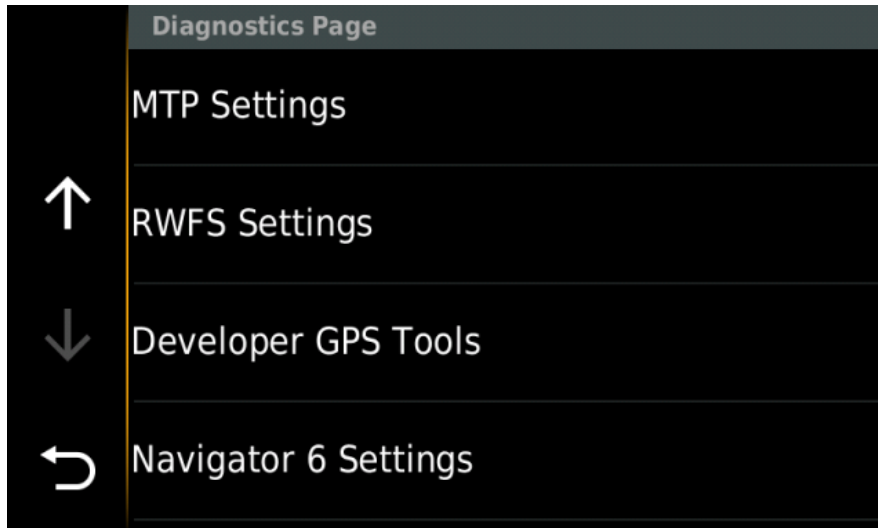 Diagnostics Page
MTP Settings
RWFS Settings
Developer GPS Tools
Navigator 6 Settings